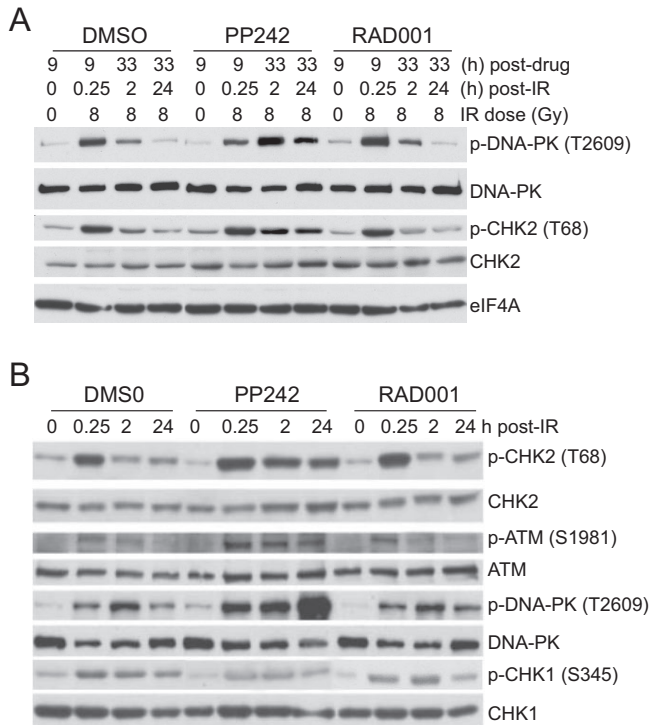 A
DMSO PP242 RAD001
9 9 33 33 9 9 33 33 9 9 33 33 (h) post-drug
0 0.25 2 24 0 0.25 2 24 0 0.25 2 24 (h) post-IR
0 8 8 8 0 8 8 8 0 8 8 8 IR dose (Gy)
p-DNA-PK (T2609)
DNA-PK
p-CHK2 (T68)
CHK2
eIF4A
B
DMS0 PP242 RAD001
0 0.25 2 24 0 0.25 2 24 0 0.25 2 24 h post-IR
p-CHK2 (T68)
CHK2
p-ATM (S1981)
ATM
p-DNA-PK (T2609)
DNA-PK
p-CHK1 (S345)
CHK1